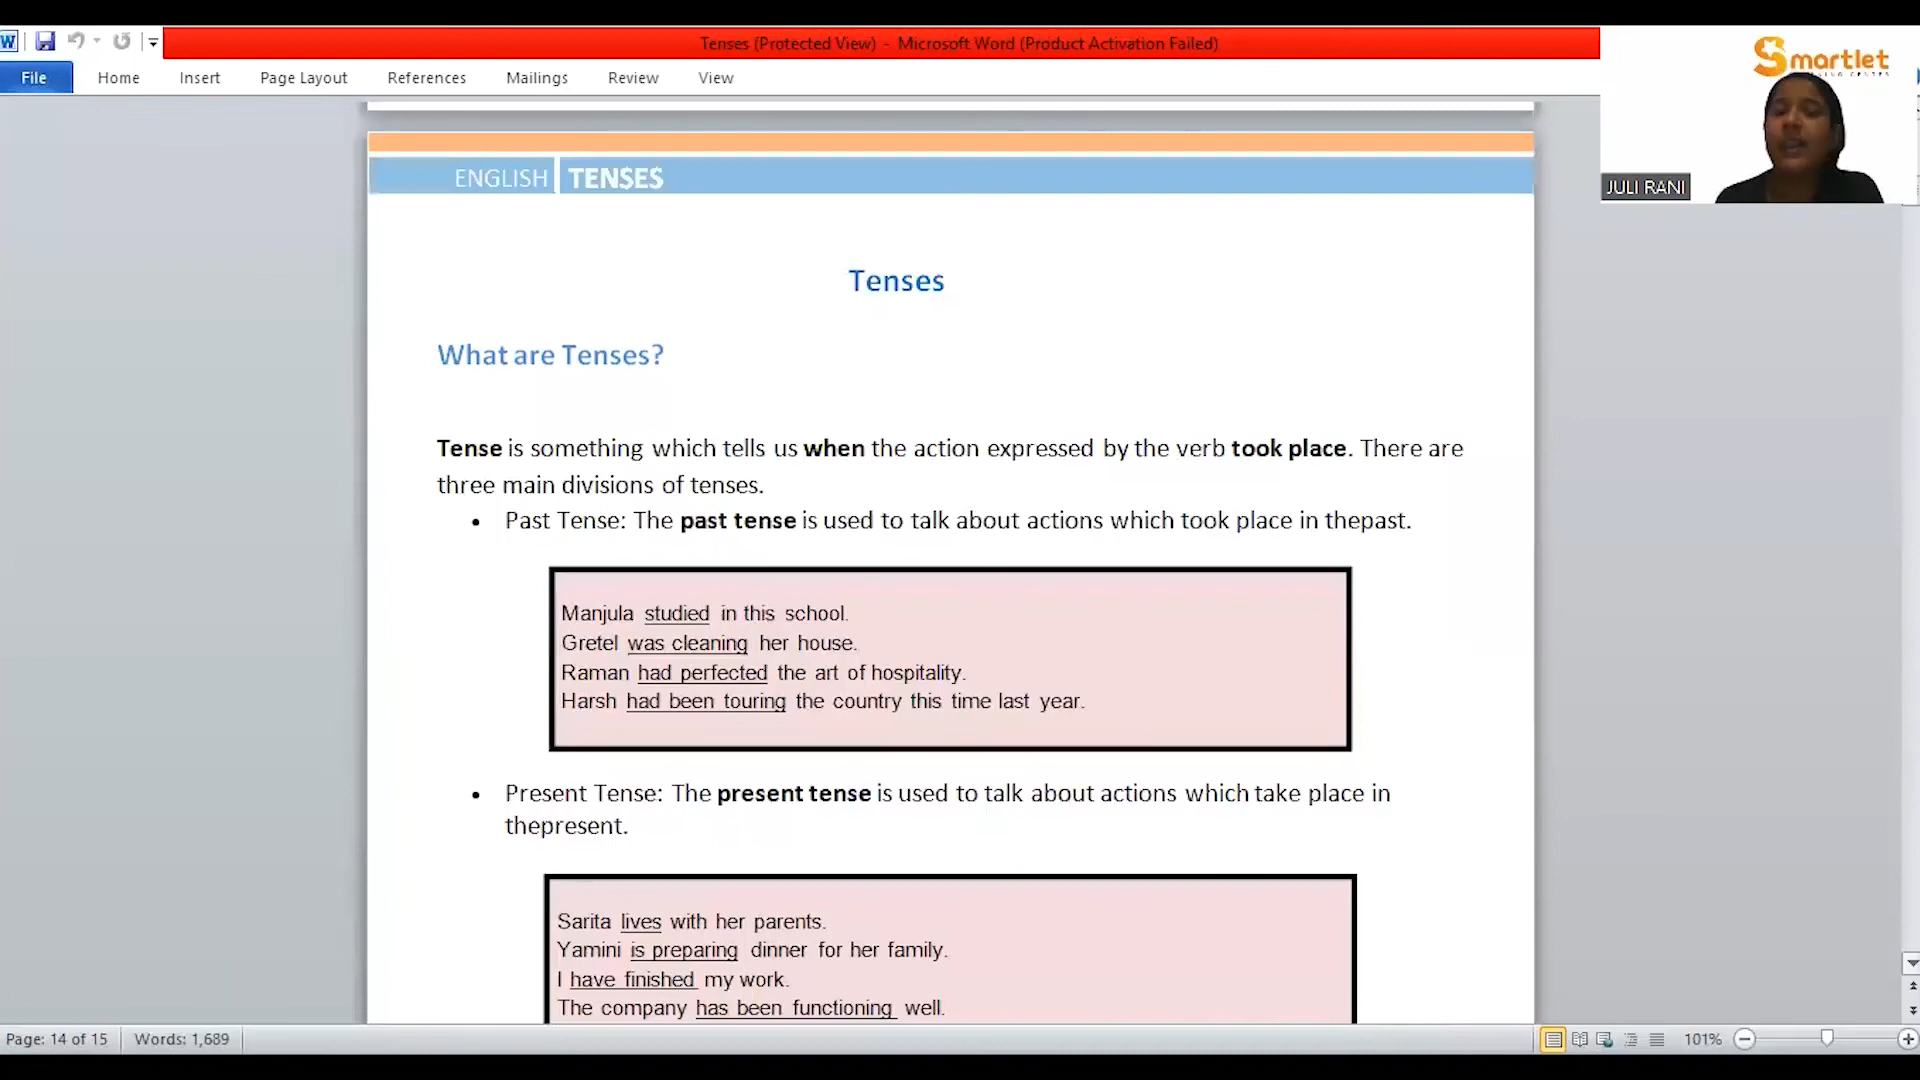 Tenses (Protected View) - Microsoft Word (Product Activation Failed)
Smartlet
File Home Insert Page Layout References Mailings Review View
JULI RANI
ENGLISH TENSES
Tenses
What are Tenses?
Tense is something which tells us when the action expressed by the verb took place. There are
three main divisions of tenses.
• Past Tense: The past tense is used to talk about actions which took place in thepast.
Manjula studied in this school.
Gretel was cleaning her house.
Raman had perfected the art of hospitality.
Harsh had been touring the country this time last year.
• Present Tense: The present tense is used to talk about actions which take place in
thepresent.
Sarita lives with her parents.
Yamini is preparing dinner for her family.
I have finished my work.
The company has been functioning well.
Page: 14 of 15 Words: 1,689 101%